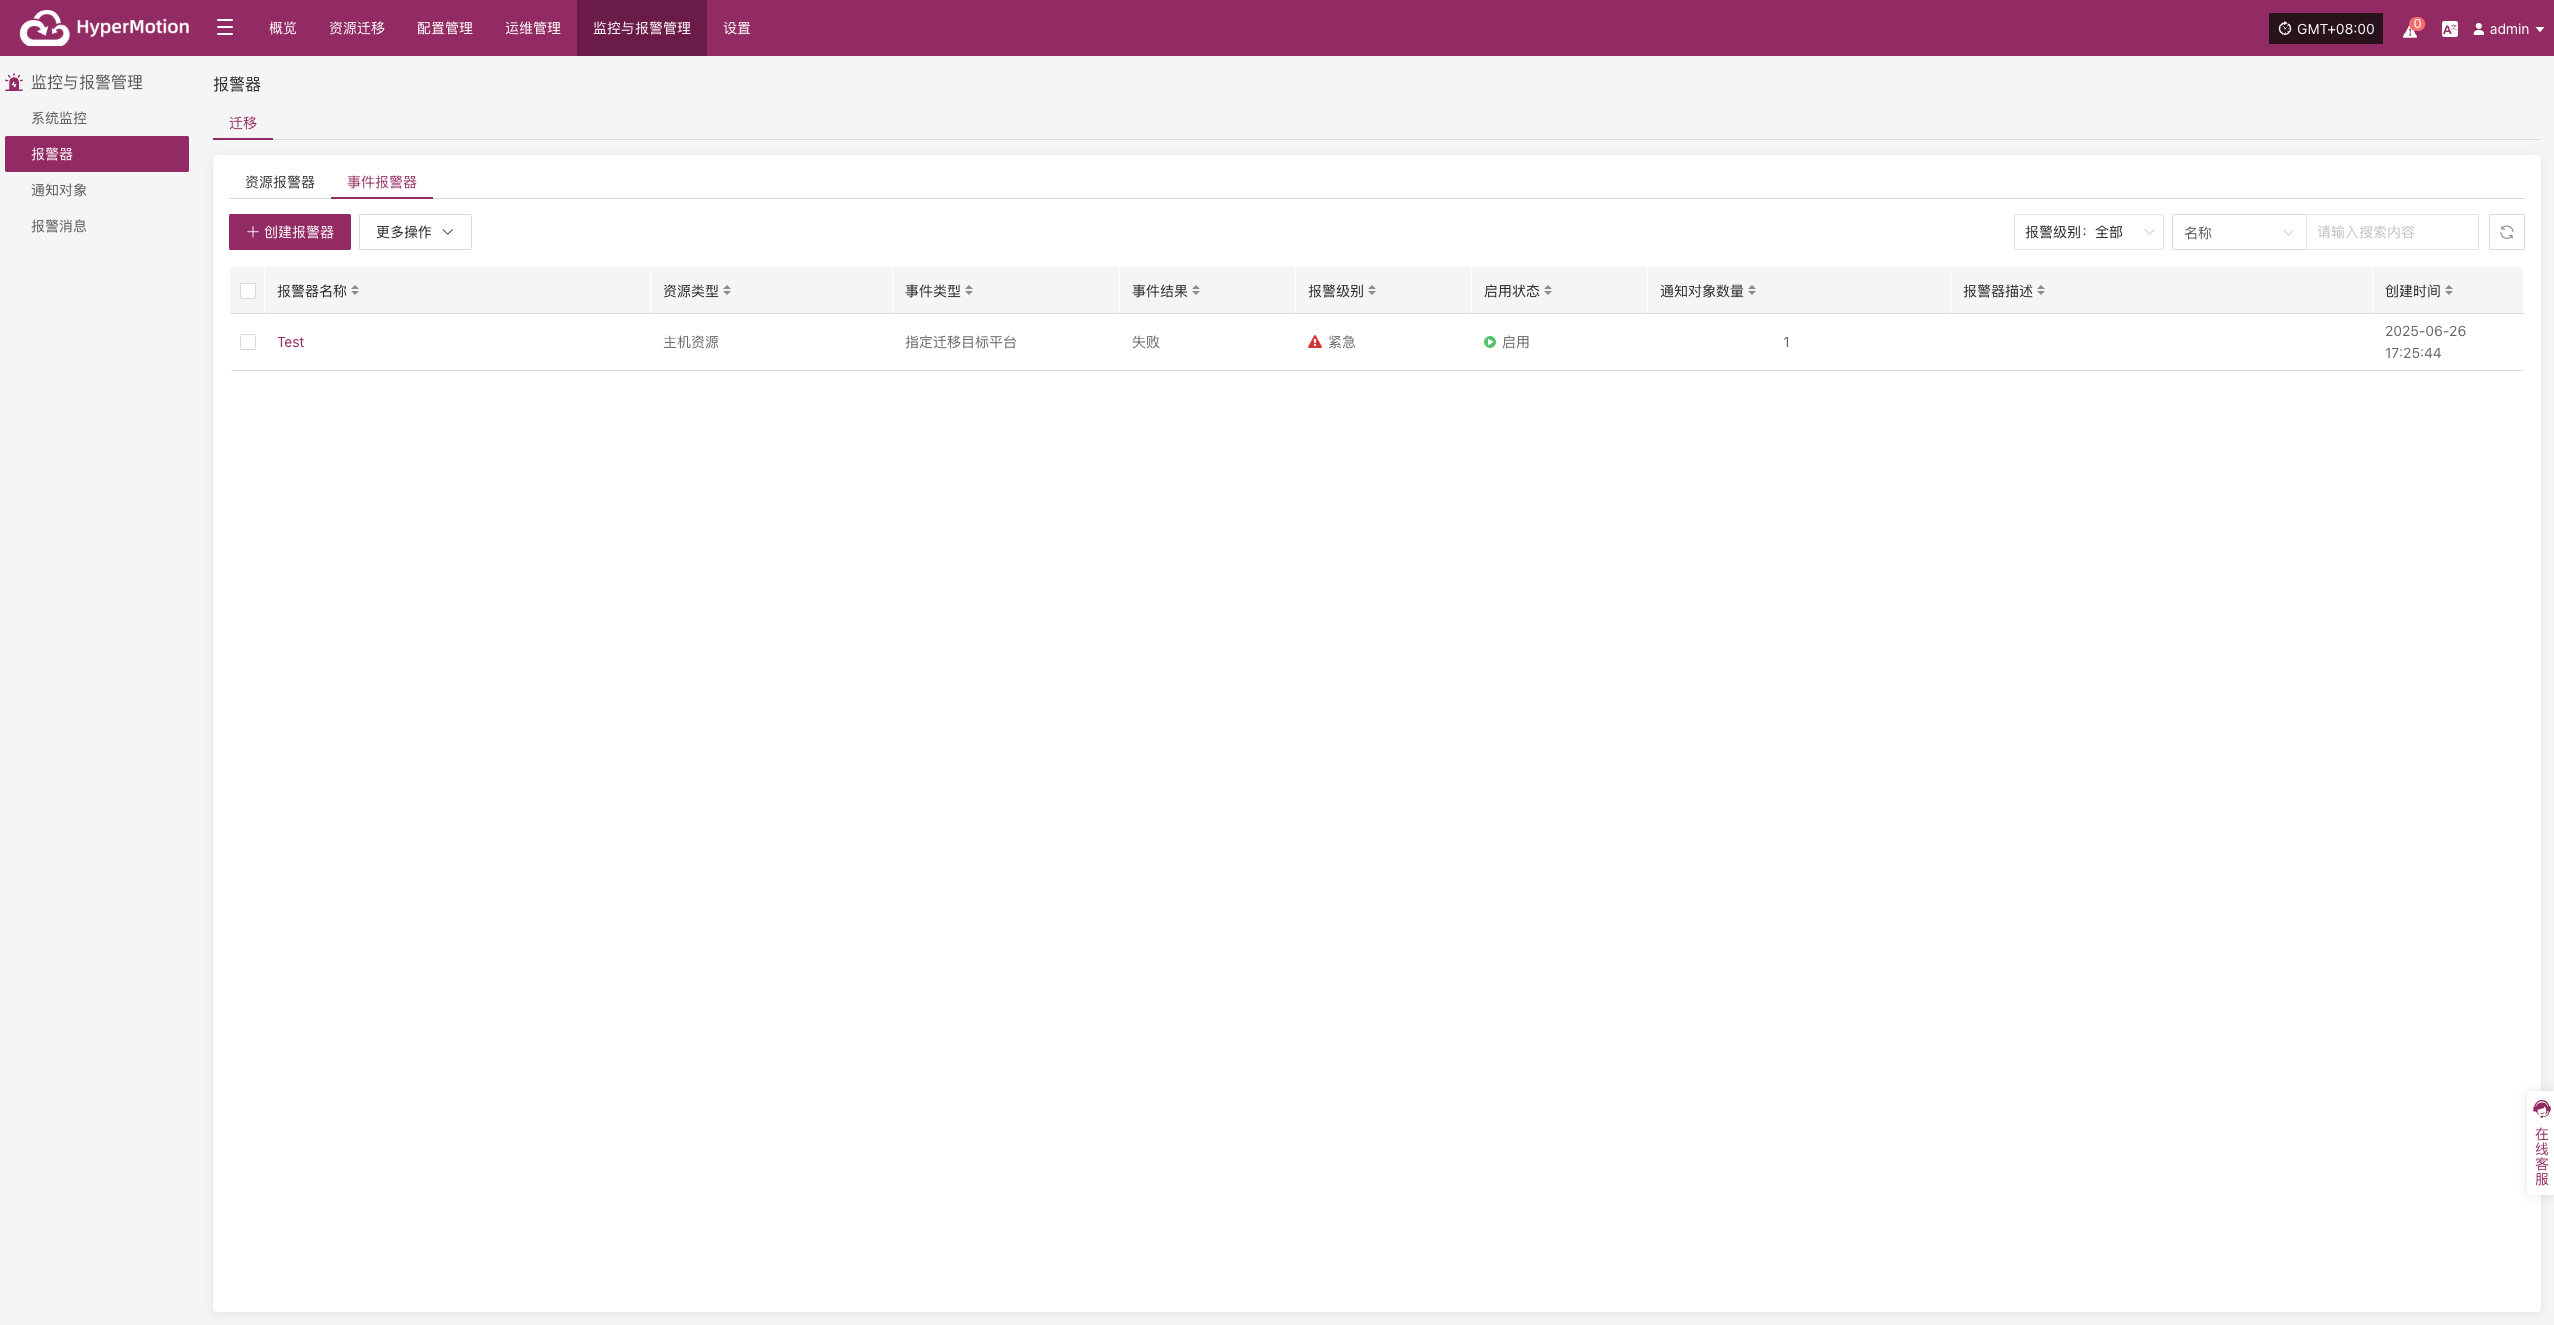 HyperMotion
概览 资源迁移 配置管理 运维管理 监控与报警管理 设置
GMT+08:00 0 admin
监控与报警管理
系统监控
报警器
通知对象
报警消息
报警器
迁移
资源报警器 事件报警器
创建报警器 更多操作 报警级别：全部 名称 请输入搜索内容
报警器名称 资源类型 事件类型 事件结果 报警级别 启用状态 通知对象数量 报警器描述 创建时间
Test 主机资源 指定迁移目标平台 失败 紧急 启用 1 2025-06-26
17:25:44
在线客服